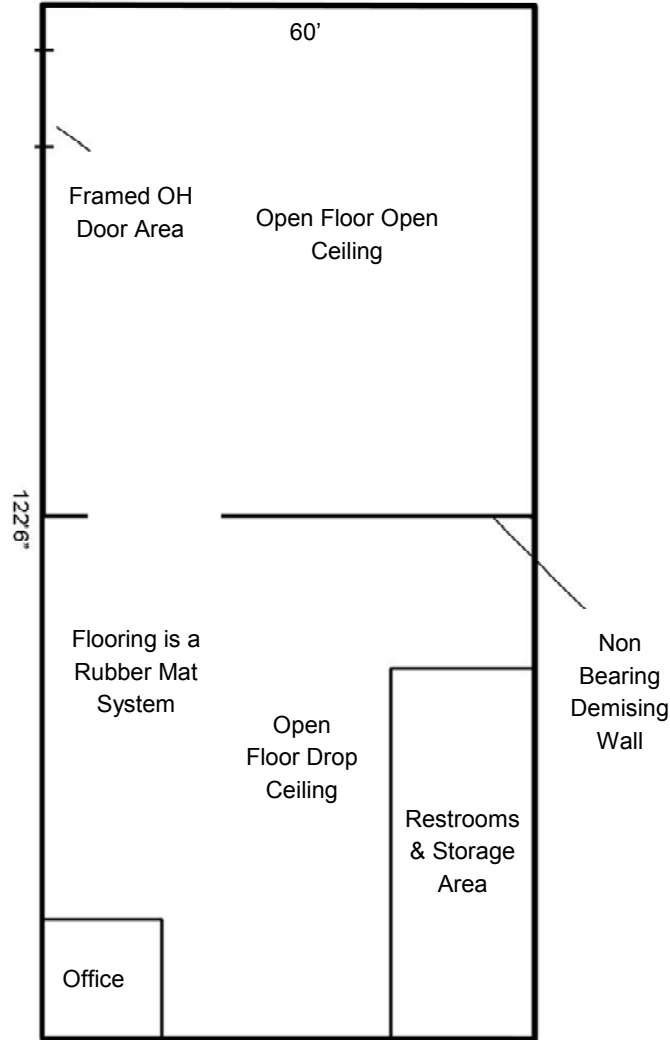 60’
Framed OH
Door Area
Open Floor Open
Ceiling
122'6"
Flooring is a
Rubber Mat
System
Non
Bearing
Demising
Wall
Open
Floor Drop
Ceiling
Restrooms
& Storage
Area
Office